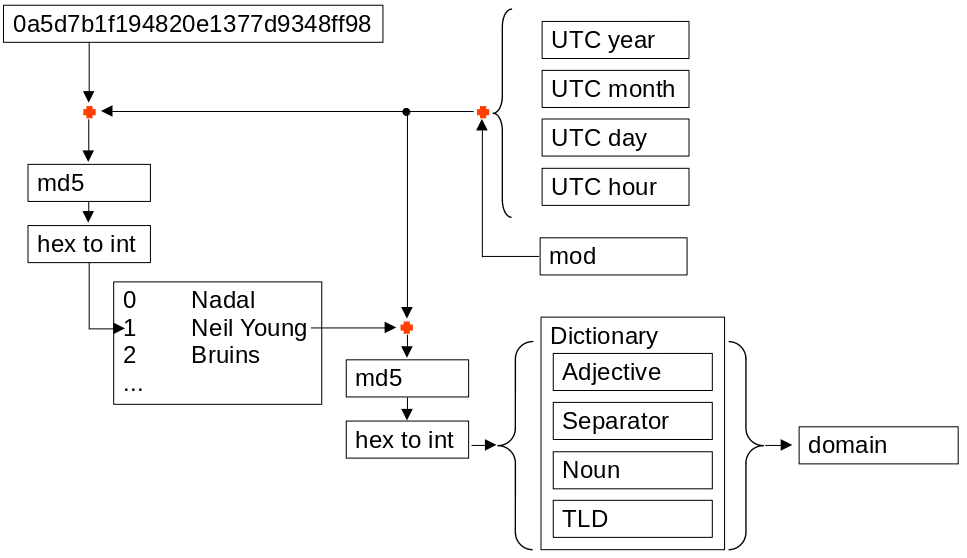 0a5d7b1f194820e1377d9348ff98
UTC year
UTC month
UTC day
UTC hour
mod
md5
hex to int
0 Nadal
1 Neil Young
2 Bruins
...
md5
hex to int
Dictionary
Adjective
Separator
Noun
TLD
domain